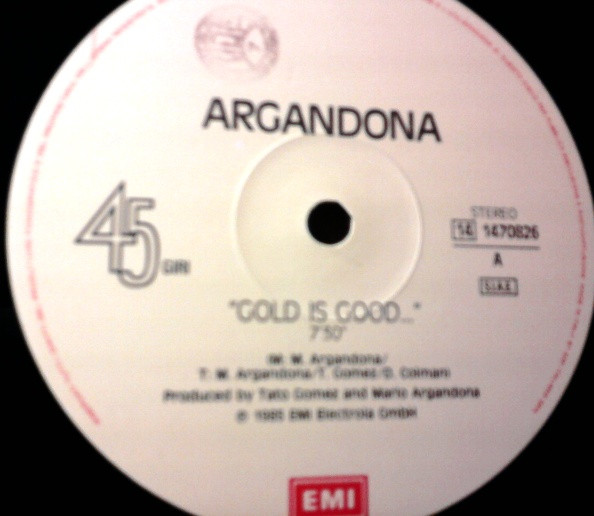 ARGANDONA
45 GIRI
STEREO
14 1470826
A
S.I.A.E.
"GOLD IS GOOD..."
7'50"
(M: M. Argandona/
T: M. Argandona/T. Gomez/D. Colmani)
Produced by Tato Gomez and Mario Argandona
℗ 1985 EMI Electrola GmbH
EMI